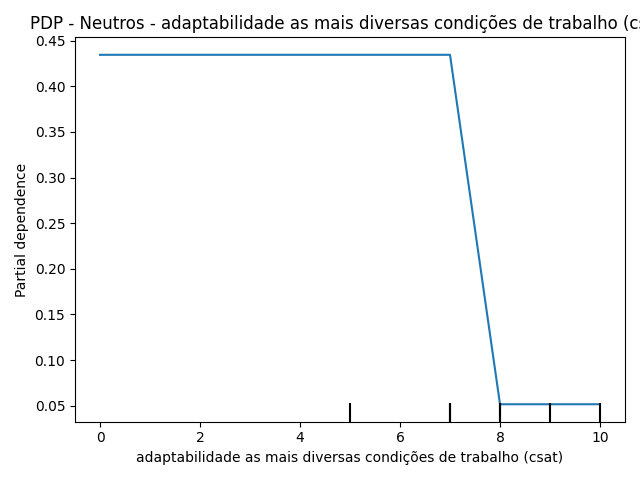 PDP - Neutros - adaptabilidade as mais diversas condições de trabalho (cs
0.45
0.40
0.35
0.30
0.25
0.20
0.15
0.10
0.05
Partial dependence
0 2 4 6 8 10
adaptabilidade as mais diversas condições de trabalho (csat)